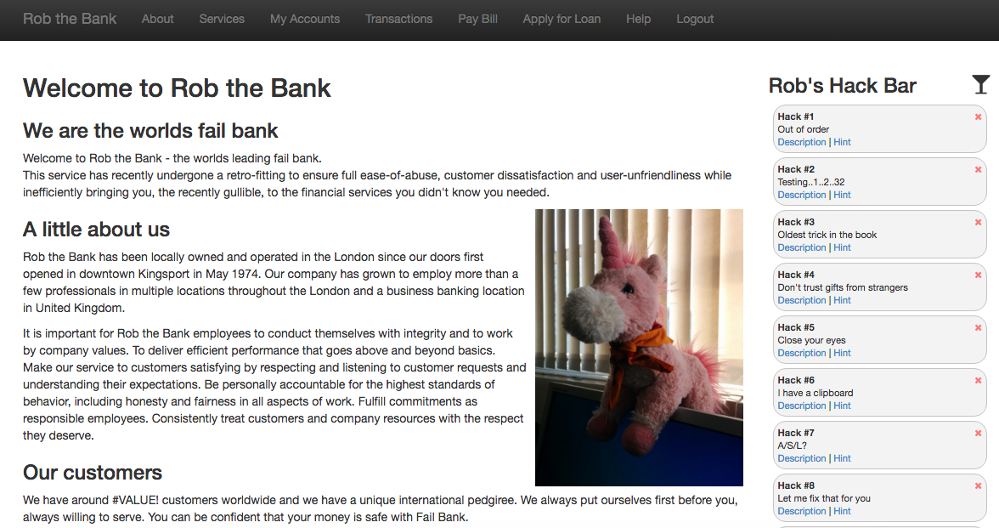 Rob the Bank About Services My Accounts Transactions Pay Bill Apply for Loan Help Logout
Welcome to Rob the Bank
We are the worlds fail bank
Welcome to Rob the Bank - the worlds leading fail bank.
This service has recently undergone a retro-fitting to ensure full ease-of-abuse, customer dissatisfaction and user-unfriendliness while
inefficiently bringing you, the recently gullible, to the financial services you didn't know you needed.
A little about us
Rob the Bank has been locally owned and operated in the London since our doors first
opened in downtown Kingsport in May 1974. Our company has grown to employ more than a
few professionals in multiple locations throughout the London and a business banking location
in United Kingdom.
It is important for Rob the Bank employees to conduct themselves with integrity and to work
by company values. To deliver efficient performance that goes above and beyond basics.
Make our service to customers satisfying by respecting and listening to customer requests and
understanding their expectations. Be personally accountable for the highest standards of
behavior, including honesty and fairness in all aspects of work. Fulfill commitments as
responsible employees. Consistently treat customers and company resources with the respect
they deserve.
Our customers
We have around #VALUE! customers worldwide and we have a unique international pedgiree. We always put ourselves first before you,
always willing to serve. You can be confident that your money is safe with Fail Bank.
Rob's Hack Bar
Hack #1
Out of order
Description | Hint
Hack #2
Testing..1..2..32
Description | Hint
Hack #3
Oldest trick in the book
Description | Hint
Hack #4
Don't trust gifts from strangers
Description | Hint
Hack #5
Close your eyes
Description | Hint
Hack #6
I have a clipboard
Description | Hint
Hack #7
A/S/L?
Description | Hint
Hack #8
Let me fix that for you
Description | Hint